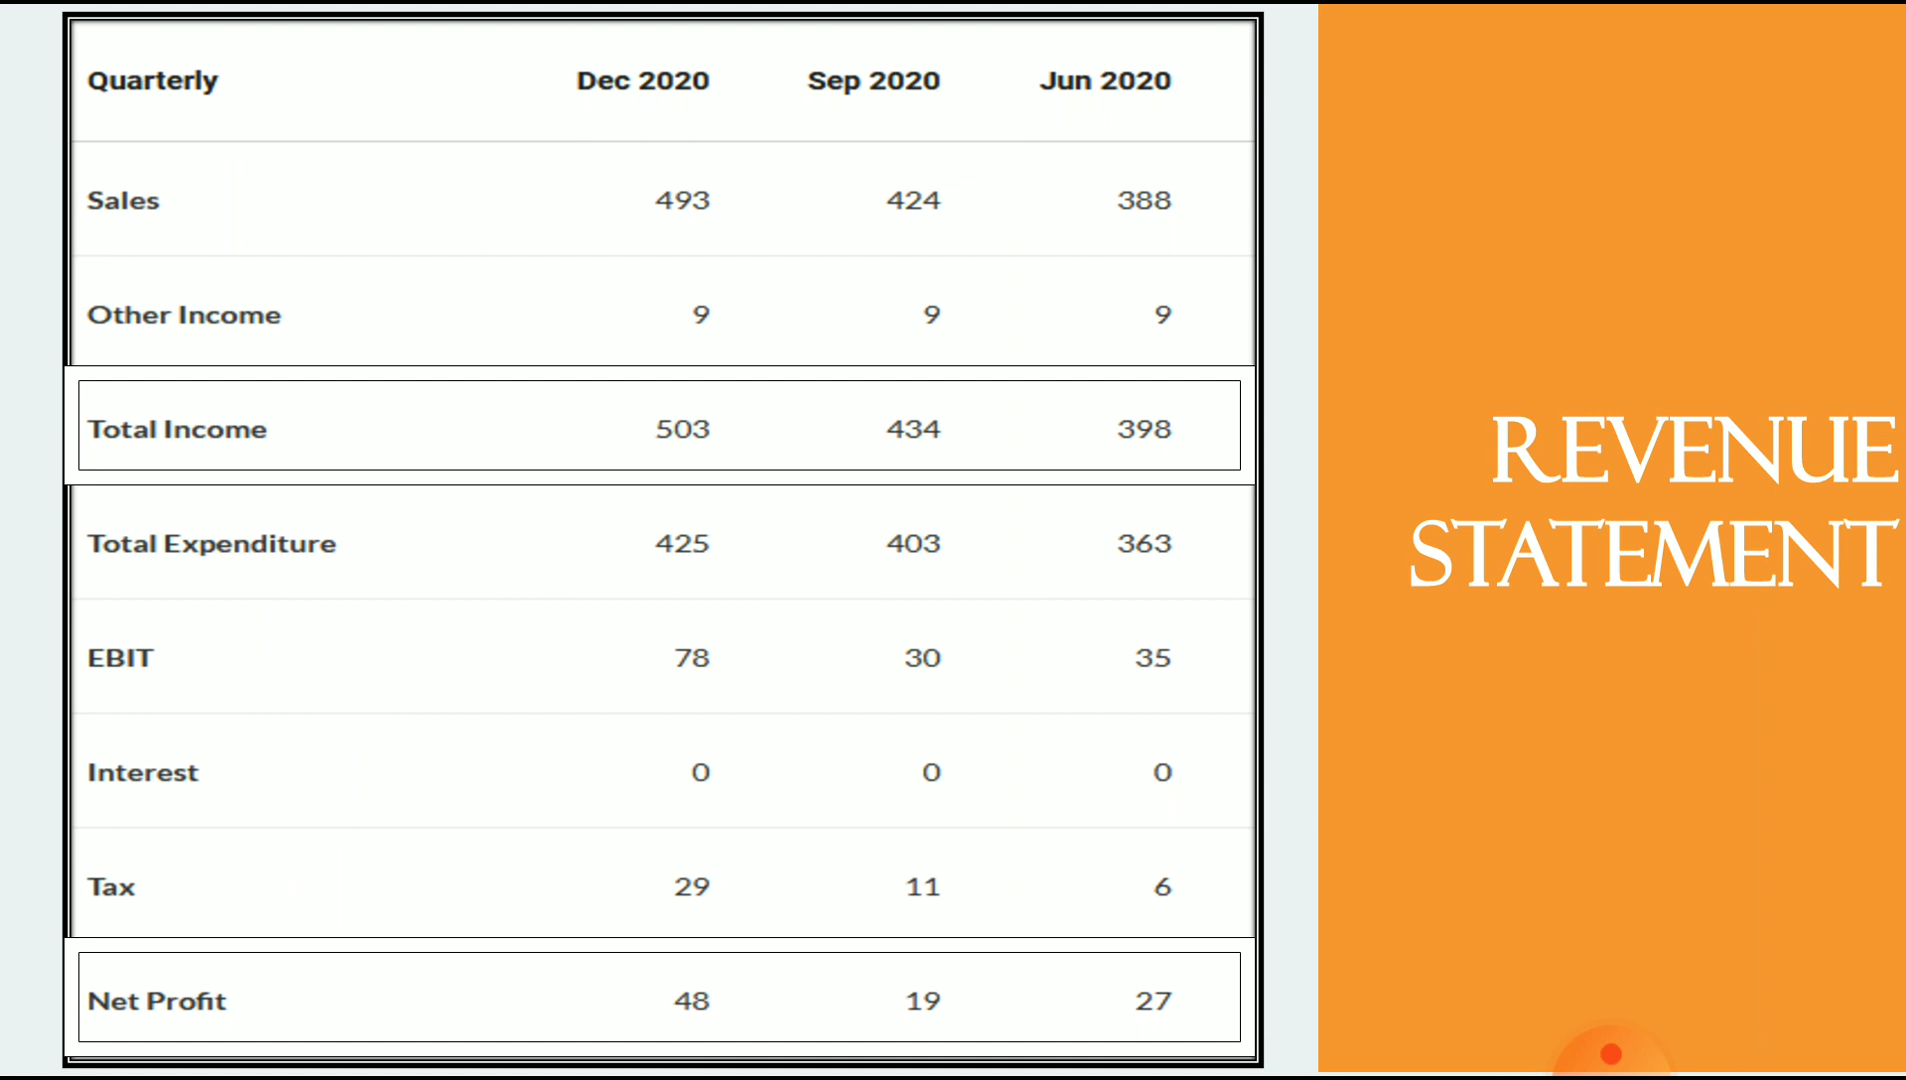 Quarterly Dec 2020 Sep 2020 Jun 2020
Sales 493 424 388
Other Income 9 9 9
Total Income 503 434 398
Total Expenditure 425 403 363
EBIT 78 30 35
Interest 0 0 0
Tax 29 11 6
Net Profit 48 19 27
REVENUE
STATEMENT